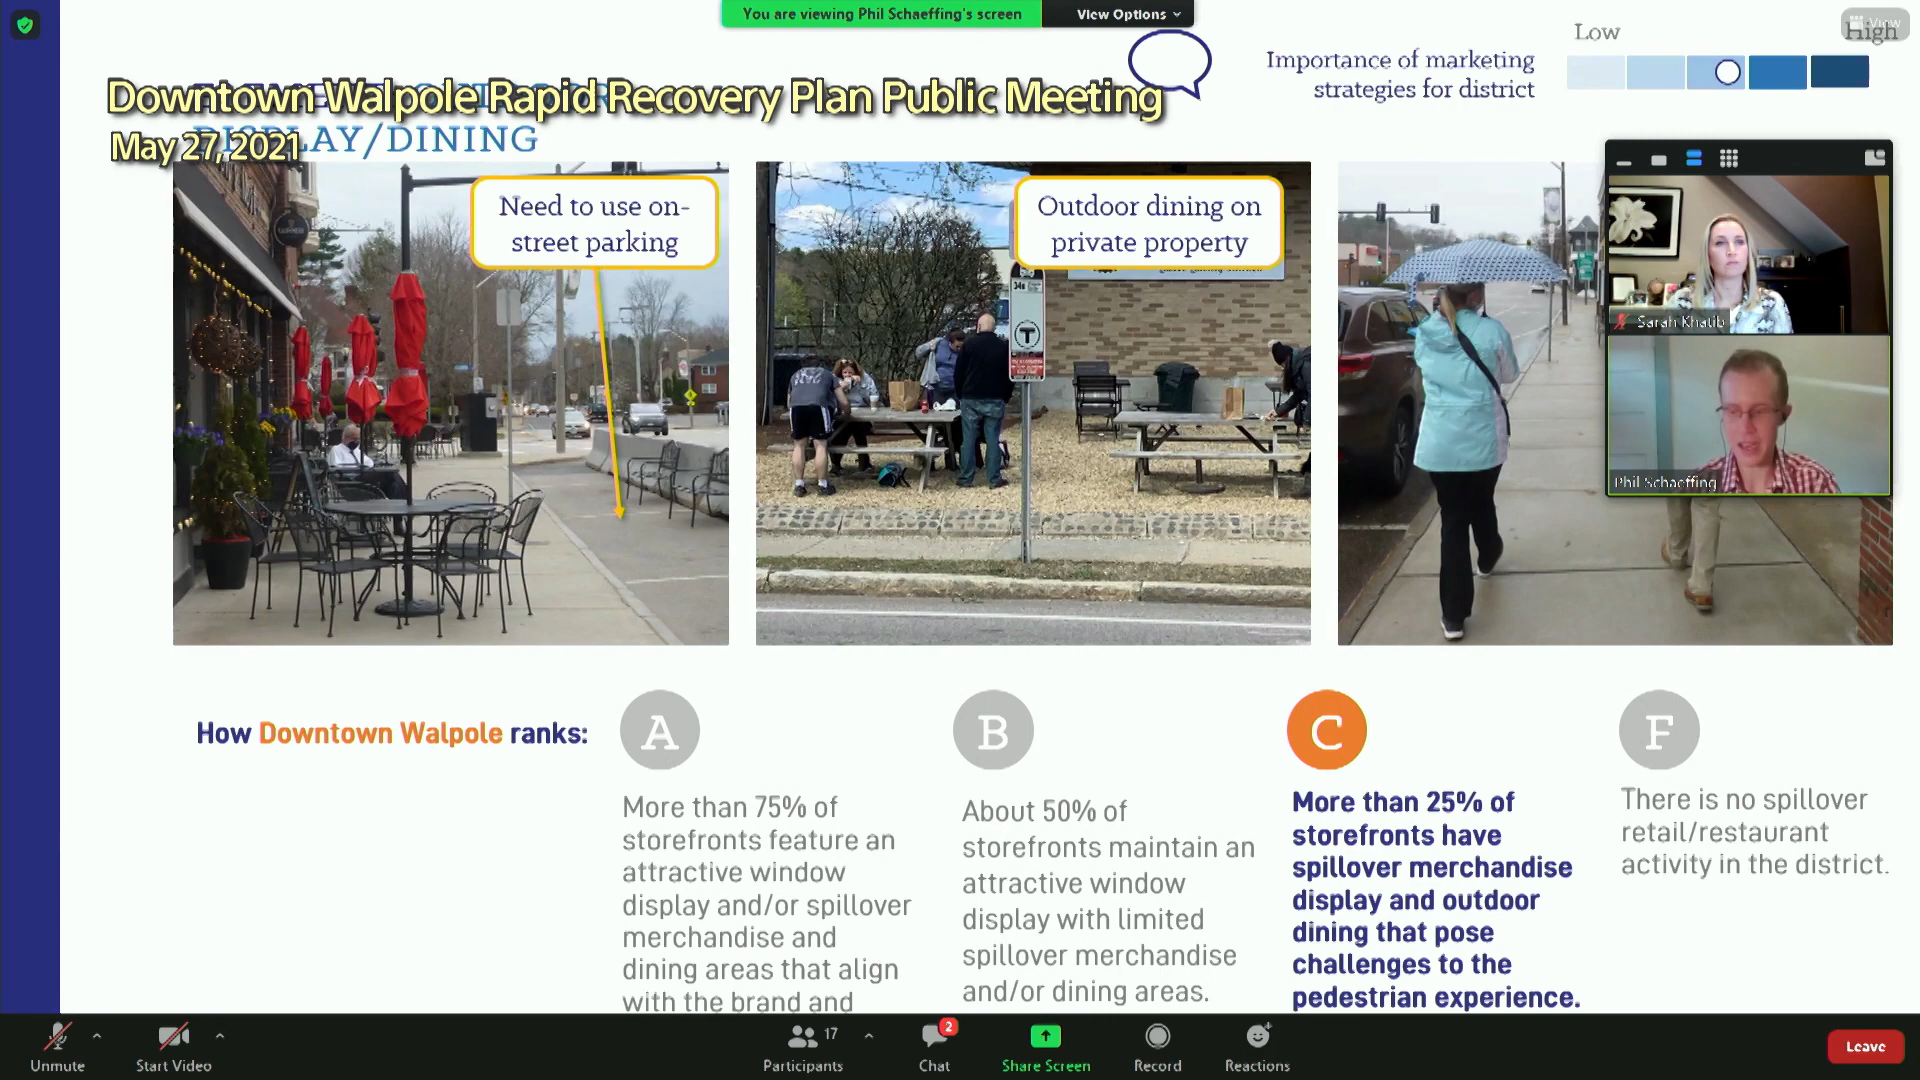 You are viewing Phil Schaeffing's screen
View Options
View
Low
High
Importance of marketing
strategies for district
Downtown Walpole Rapid Recovery Plan Public Meeting
May 27, 2021
DISPLAY/DINING
Need to use on-
street parking
Outdoor dining on
private property
GUINNESS
34E
T
Sarah Khatib
Phil Schaeffing
How Downtown Walpole ranks:
A
B
C
F
More than 75% of
storefronts feature an
attractive window
display and/or spillover
merchandise and
dining areas that align
with the brand and
About 50% of
storefronts maintain an
attractive window
display with limited
spillover merchandise
and/or dining areas.
More than 25% of
storefronts have
spillover merchandise
display and outdoor
dining that pose
challenges to the
pedestrian experience.
There is no spillover
retail/restaurant
activity in the district.
Unmute
Start Video
17
Participants
2
Chat
Share Screen
Record
Reactions
Leave